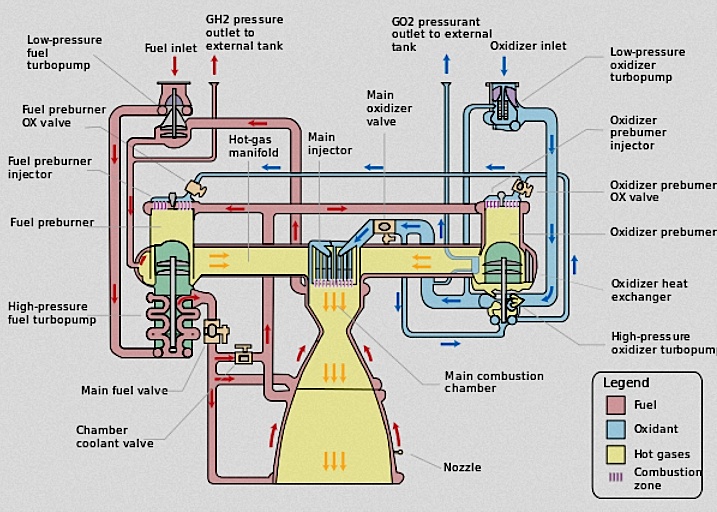 GH2 pressure
outlet to
external tank
GO2 pressurant
outlet to external
tank
Low-pressure
fuel
turbopump
Fuel inlet
Oxidizer inlet
Low-pressure
oxidizer
turbopump
Fuel preburner
OX valve
Main
oxidizer
valve
Hot-gas
manifold
Main
injector
Oxidizer
preburner
injector
Fuel preburner
injector
Oxidizer preburner
OX valve
Fuel preburner
Oxidizer preburner
High-pressure
fuel turbopump
Oxidizer heat
exchanger
High-pressure
oxidizer turbopump
Main fuel valve
Main combustion
chamber
Chamber
coolant valve
Nozzle
Legend
Fuel
Oxidant
Hot gases
Combustion
zone